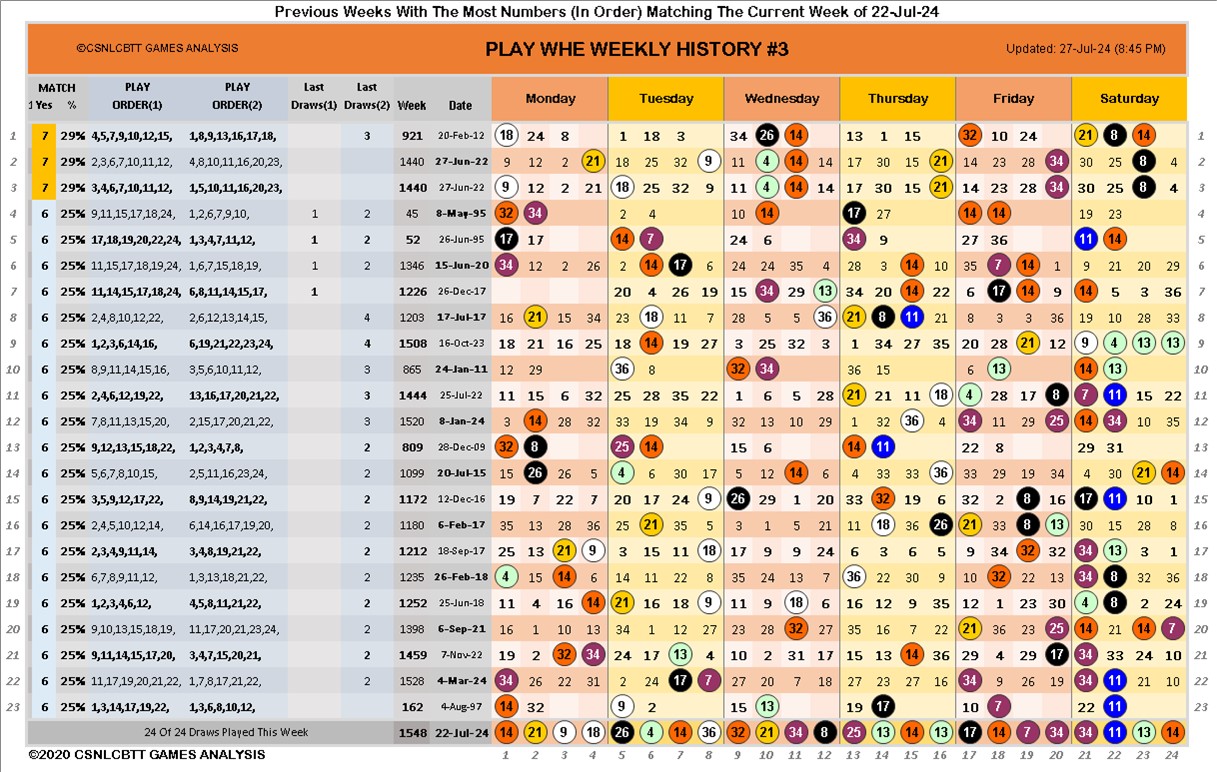 Previous Weeks With The Most Numbers (In Order) Matching The Current Week of 22-Jul-24
©CSNLCBTT GAMES ANALYSIS PLAY WHE WEEKLY HISTORY #3 Updated: 27-Jul-24 (8:45 PM)
MATCH PLAY PLAY Last Last
Yes % ORDER(1) ORDER(2) Draws(1) Draws(2) Week Date Monday Tuesday Wednesday Thursday Friday Saturday
1 7 29% 4,5,7,9,10,12,15, 1,8,9,13,16,17,18, 3 921 20-Feb-12 18 24 8 1 18 3 34 26 14 13 1 15 32 10 24 21 8 14 1
2 7 29% 2,3,6,7,10,11,12, 4,8,10,11,16,20,23, 1440 27-Jun-22 9 12 2 21 18 25 32 9 11 4 14 14 17 30 15 21 14 23 28 34 30 25 8 4 2
3 7 29% 3,4,6,7,10,11,12, 1,5,10,11,16,20,23, 1440 27-Jun-22 9 12 2 21 18 25 32 9 11 4 14 14 17 30 15 21 14 23 28 34 30 25 8 4 3
4 6 25% 9,11,15,17,18,24, 1,2,6,7,9,10, 1 2 45 8-May-95 32 34 2 4 10 14 17 27 14 14 19 23 4
5 6 25% 17,18,19,20,22,24, 1,3,4,7,11,12, 1 2 52 26-Jun-95 17 17 14 7 24 6 34 9 27 36 11 14 5
6 6 25% 11,15,17,18,19,24, 1,6,7,15,18,19, 1 2 1346 15-Jun-20 34 12 2 26 2 14 17 6 24 24 35 4 28 3 14 10 35 7 14 1 9 21 20 29 6
7 6 25% 11,14,15,17,18,24, 6,8,11,14,15,17, 1 1226 26-Dec-17 20 4 26 19 15 34 29 13 34 20 14 22 6 17 14 9 14 5 3 36 7
8 6 25% 2,4,8,10,12,22, 2,6,12,13,14,15, 4 1203 17-Jul-17 16 21 15 34 23 18 11 7 28 5 5 36 21 8 11 21 8 3 3 36 19 10 28 33 8
9 6 25% 1,2,3,6,14,16, 6,19,21,22,23,24, 4 1508 16-Oct-23 18 21 16 25 18 14 19 27 3 25 32 3 1 34 27 35 20 28 21 12 9 4 13 13 9
10 6 25% 8,9,11,14,15,16, 3,5,6,10,11,12, 3 865 24-Jan-11 12 29 36 8 32 34 36 15 6 13 14 13 10
11 6 25% 2,4,6,12,19,22, 13,16,17,20,21,22, 3 1444 25-Jul-22 11 15 6 32 25 28 35 22 1 6 5 28 21 21 11 18 4 28 17 8 7 11 15 22 11
12 6 25% 7,8,11,13,15,20, 2,15,17,20,21,22, 2 1520 8-Jan-24 3 14 28 32 33 19 34 9 32 13 10 29 1 32 36 4 34 11 29 25 14 34 10 35 12
13 6 25% 9,12,13,15,18,22, 1,2,3,4,7,8, 2 809 28-Dec-09 32 8 25 14 15 6 14 11 22 8 29 31 13
14 6 25% 5,6,7,8,10,15, 2,5,11,16,23,24, 2 1099 20-Jul-15 15 26 26 5 4 6 30 17 5 12 14 6 4 33 33 36 34 13 19 20 4 30 21 14 14
15 6 25% 3,5,9,12,17,22, 8,9,14,19,21,22, 2 1172 12-Dec-16 19 7 22 7 20 17 24 9 26 29 1 20 33 32 19 6 32 2 8 16 17 11 10 1 15
16 6 25% 2,4,5,10,12,14, 6,14,16,17,19,20, 2 1180 6-Feb-17 35 13 28 36 25 21 35 5 3 1 5 21 11 18 36 26 21 33 8 13 30 15 28 8 16
17 6 25% 2,3,4,9,11,14, 3,4,8,19,21,22, 2 1212 18-Sep-17 25 13 21 9 3 15 11 18 17 9 9 24 6 3 6 5 9 34 32 32 34 13 3 1 17
18 6 25% 6,7,8,9,11,12, 1,3,13,18,21,22, 2 1235 26-Feb-18 4 15 14 6 14 11 22 8 35 24 13 7 36 22 30 9 10 32 22 13 34 8 32 36 18
19 6 25% 1,2,3,4,6,12, 4,5,8,11,21,22, 2 1252 25-Jun-18 11 4 16 14 21 16 18 9 11 9 18 6 16 12 9 35 12 1 23 30 4 8 2 24 19
20 6 25% 9,10,13,15,18,19, 11,17,20,21,23,24, 2 1398 6-Sep-21 16 1 10 13 34 1 12 27 23 28 32 27 35 16 7 22 21 36 23 25 14 21 14 7 20
21 6 25% 9,11,14,15,17,20, 3,4,7,15,20,21, 2 1459 7-Nov-22 19 2 32 34 24 17 13 4 10 2 31 17 15 13 14 36 29 4 29 17 34 33 24 10 21
22 6 25% 11,17,19,20,21,22, 1,7,8,17,21,22, 2 1528 4-Mar-24 34 26 22 31 2 24 17 7 27 20 7 18 27 23 27 16 34 9 26 19 34 11 21 10 22
23 6 25% 1,3,14,17,19,22, 1,3,6,8,10,12, 162 4-Aug-97 14 32 9 2 15 13 19 17 10 7 22 11 23
24 Of 24 Draws Played This Week 1548 22-Jul-24 14 21 9 18 26 4 14 36 32 21 34 8 25 13 14 13 17 14 7 34 34 11 13 14
©2020 CSNLCBTT GAMES ANALYSIS 1 2 3 4 5 6 7 8 9 10 11 12 13 14 15 16 17 18 19 20 21 22 23 24